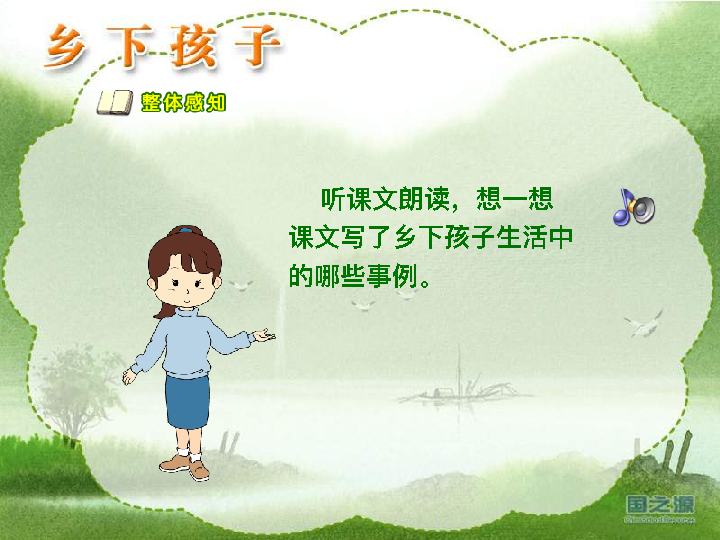 乡下孩子
整体感知
听课文朗读，想一想
课文写了乡下孩子生活中
的哪些事例。
国之源